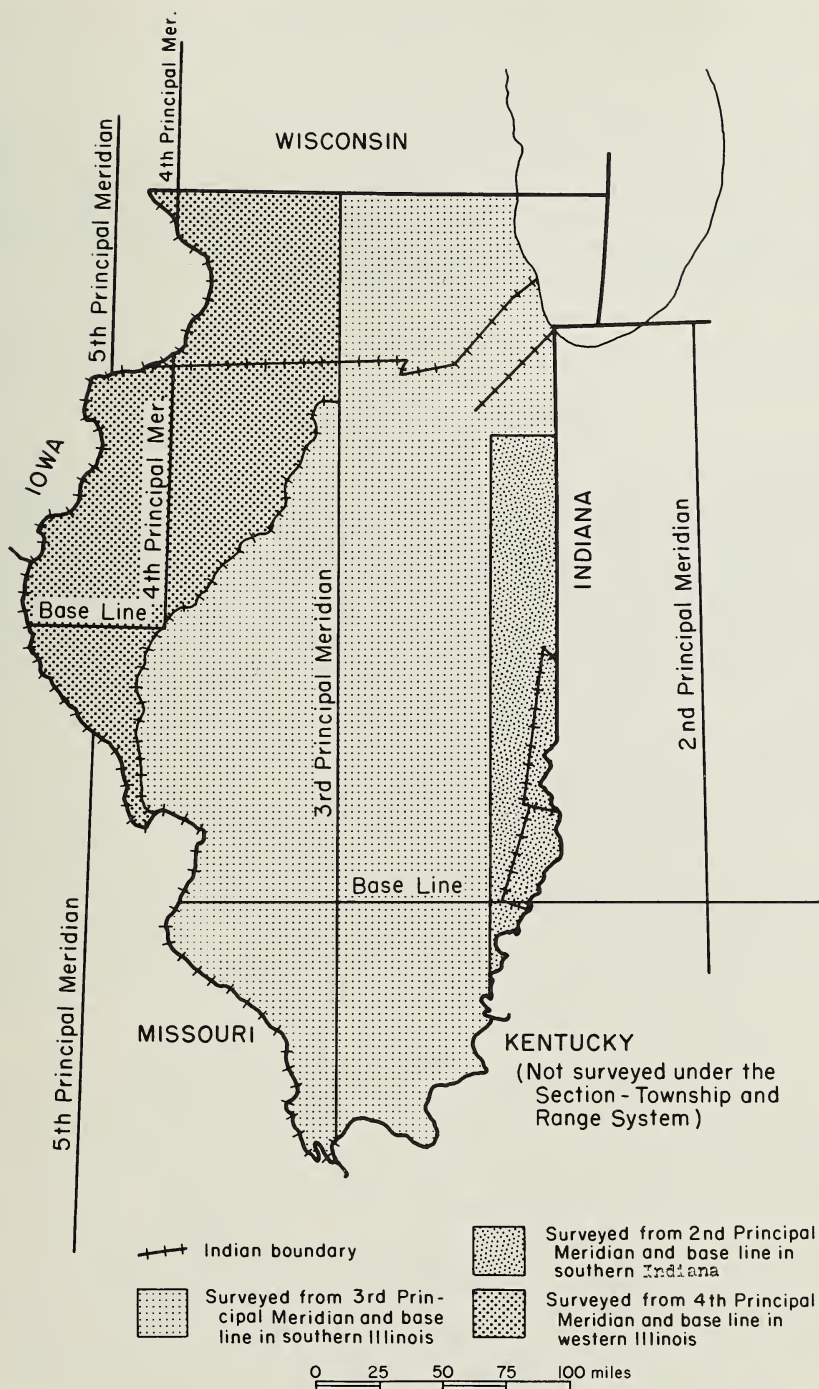 4th Principal Mer.
5th Principal Meridian
WISCONSIN
IOWA
4th Principal Mer.
Base Line
3rd Principal Meridian
INDIANA
2nd Principal Meridian
Base Line
5th Principal Meridian
MISSOURI
KENTUCKY
(Not surveyed under the
Section-Township and
Range System)
Indian boundary
Surveyed from 3rd Prin-
cipal Meridian and base
line in southern Illinois
Surveyed from 2nd Principal
Meridian and base line in
southern Indiana
Surveyed from 4th Principal
Meridian and base line in
western Illinois
0 25 50 75 100 miles